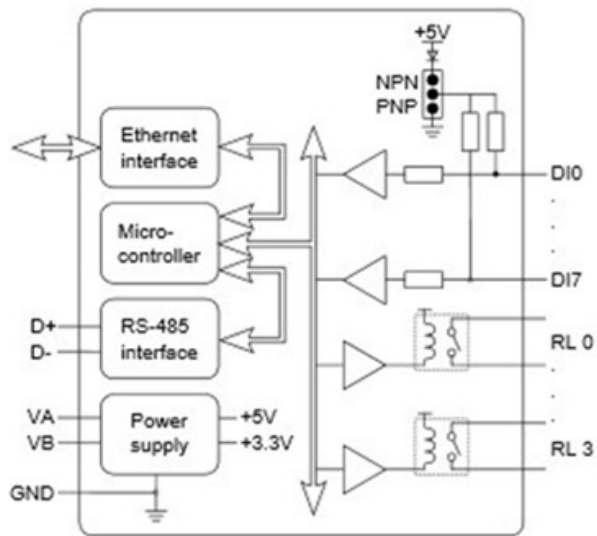 +5V
NPN
PNP
Ethernet
interface
Micro-
controller
RS-485
interface
Power
supply
D+
D-
VA
VB
GND
+5V
+3.3V
DI0
.
.
.
DI7
RL 0
.
.
RL 3